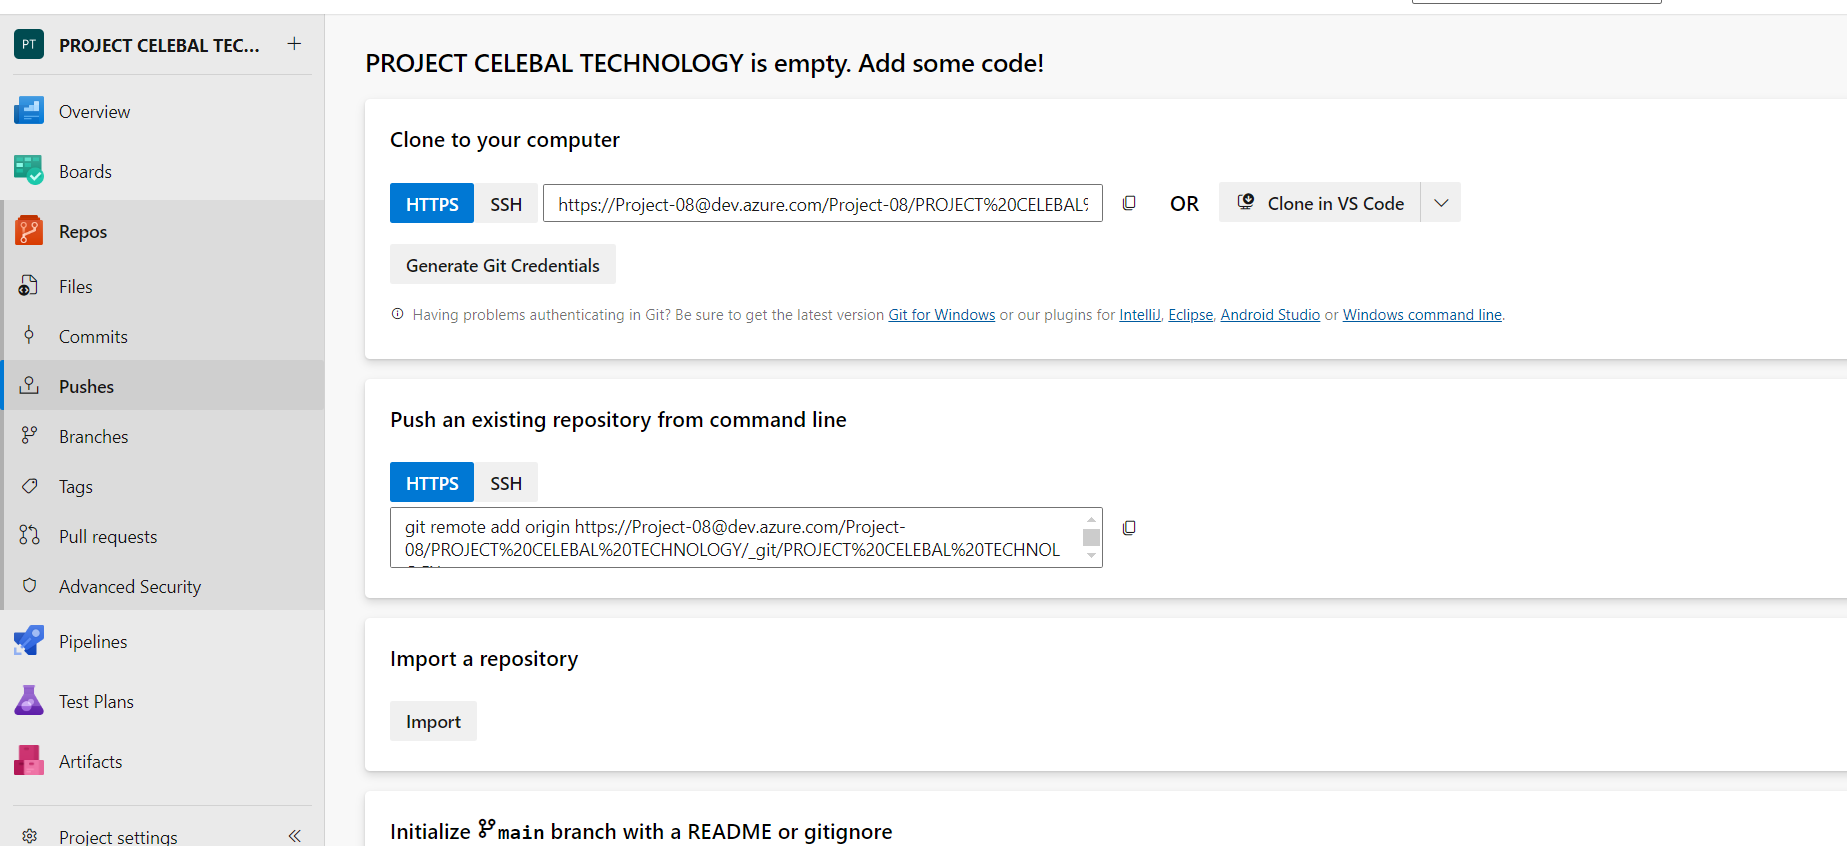 PT
PROJECT CELEBAL TEC...
Overview
Boards
Repos
Files
Commits
Pushes
Branches
Tags
Pull requests
Advanced Security
Pipelines
Test Plans
Artifacts
Project settings
PROJECT CELEBAL TECHNOLOGY is empty. Add some code!
Clone to your computer
HTTPS SSH https://Project-08@dev.azure.com/Project-08/PROJECT%20CELEBAL% OR Clone in VS Code
Generate Git Credentials
Having problems authenticating in Git? Be sure to get the latest version Git for Windows or our plugins for IntelliJ, Eclipse, Android Studio or Windows command line.
Push an existing repository from command line
HTTPS SSH
git remote add origin https://Project-08@dev.azure.com/Project-
08/PROJECT%20CELEBAL%20TECHNOLOGY/_git/PROJECT%20CELEBAL%20TECHNOL
Import a repository
Import
Initialize main branch with a README or gitignore